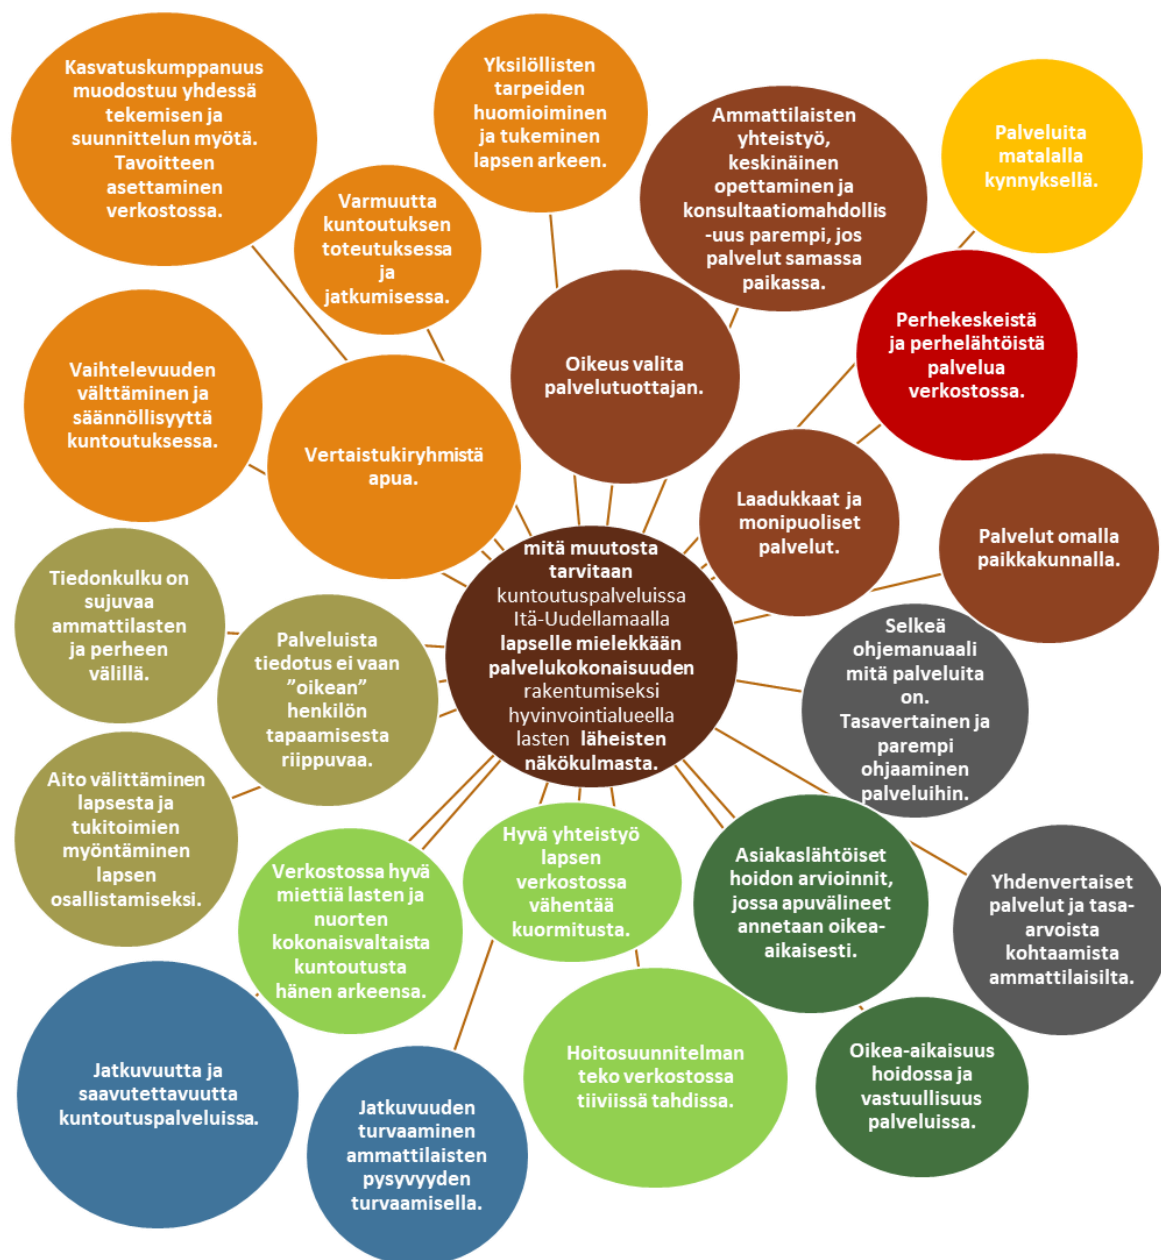 Kasvatuskumppanuus
muodostuu yhdessä
tekemisen ja
suunnittelun myötä.
Tavoitteen
asettaminen
verkostossa.
Yksilöllisten
tarpeiden
huomioiminen
ja tukeminen
lapsen arkeen.
Ammattilaisten
yhteistyö,
keskinäinen
opettaminen ja
konsultaatiomahdollis
-uus parempi, jos
palvelut samassa
paikassa.
Palveluita
matalalla
kynnyksellä.
Varmuutta
kuntoutuksen
toteutuksessa
ja
jatkumisessa.
Perhekeskeistä
ja perhelähtöistä
palvelua
verkostossa.
Oikeus valita
palvelutuottajan.
Vaihtelevuuden
välttäminen ja
säännöllisyyttä
kuntoutuksessa.
Vertaistukiryhmistä
apua.
Laadukkaat ja
monipuoliset
palvelut.
Palvelut omalla
paikkakunnalla.
mitä muutosta
tarvitaan
kuntoutuspalveluissa
Itä-Uudellamaalla
lapselle mielekkään
palvelukokonaisuuden
rakentumiseksi
hyvinvointialueella
lasten läheisten
näkökulmasta.
Tiedonkulku on
sujuvaa
ammattilasten
ja perheen
välillä.
Palveluista
tiedotus ei vaan
”oikean”
henkilön
tapaamisesta
riippuvaa.
Selkeä
ohjemanuaali
mitä palveluita
on.
Tasavertainen ja
parempi
ohjaaminen
palveluihin.
Aito välittäminen
lapsesta ja
tukitoimien
myöntäminen
lapsen
osallistamiseksi.
Verkostossa hyvä
miettiä lasten ja
nuorten
kokonaisvaltaista
kuntoutusta
hänen arkeensa.
Hyvä yhteistyö
lapsen
verkostossa
vähentää
kuormitusta.
Asiakaslähtöiset
hoidon arvioinnit,
jossa apuvälineet
annetaan oikea-
aikaisesti.
Yhdenvertaiset
palvelut ja tasa-
arvoista
kohtaamista
ammattilaisilta.
Jatkuvuutta ja
saavutettavuutta
kuntoutuspalveluissa.
Jatkuvuuden
turvaaminen
ammattilaisten
pysyvyyden
turvaamisella.
Hoitosuunnitelman
teko verkostossa
tiiviissä tahdissa.
Oikea-aikaisuus
hoidossa ja
vastuullisuus
palveluissa.